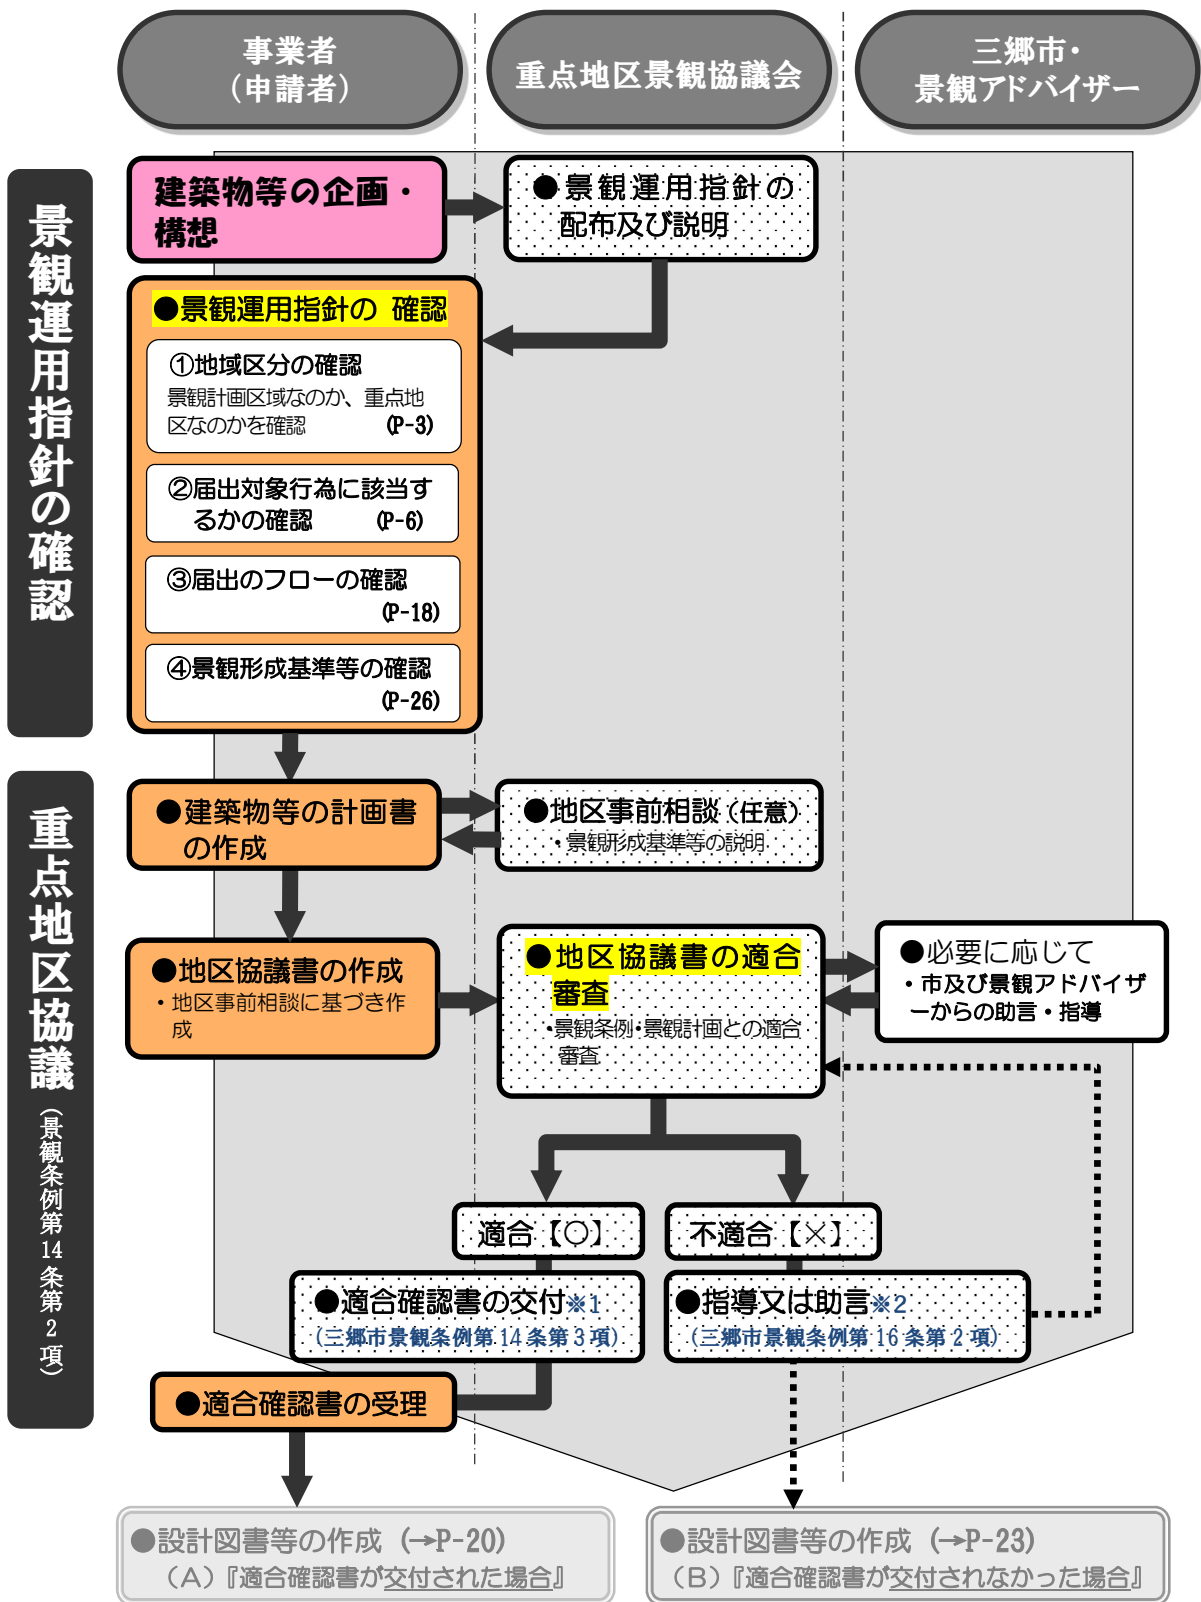 事業者
（申請者）
重点地区景観協議会
三郷市・
景観アドバイザー
景観運用指針の確認
建築物等の企画・
構想
●景観運用指針の
配布及び説明
●景観運用指針の 確認
①地域区分の確認
景観計画区域なのか、重点地
区なのかを確認 (P-3)
②届出対象行為に該当す
るかの確認 (P-6)
③届出のフローの確認
(P-18)
④景観形成基準等の確認
(P-26)
重点地区協議（景観条例第14条第2項）
●建築物等の計画書
の作成
●地区事前相談（任意）
・景観形成基準等の説明
●地区協議書の作成
・地区事前相談に基づき作
成
●地区協議書の適合
審査
・景観条例・景観計画との適合
審査
●必要に応じて
・市及び景観アドバイザ
ーからの助言・指導
適合【○】
不適合【×】
●適合確認書の交付※1
（三郷市景観条例第14条第3項）
●指導又は助言※2
（三郷市景観条例第16条第2項）
●適合確認書の受理
●設計図書等の作成（→P-20）
（A）『適合確認書が交付された場合』
●設計図書等の作成（→P-23）
（B）『適合確認書が交付されなかった場合』